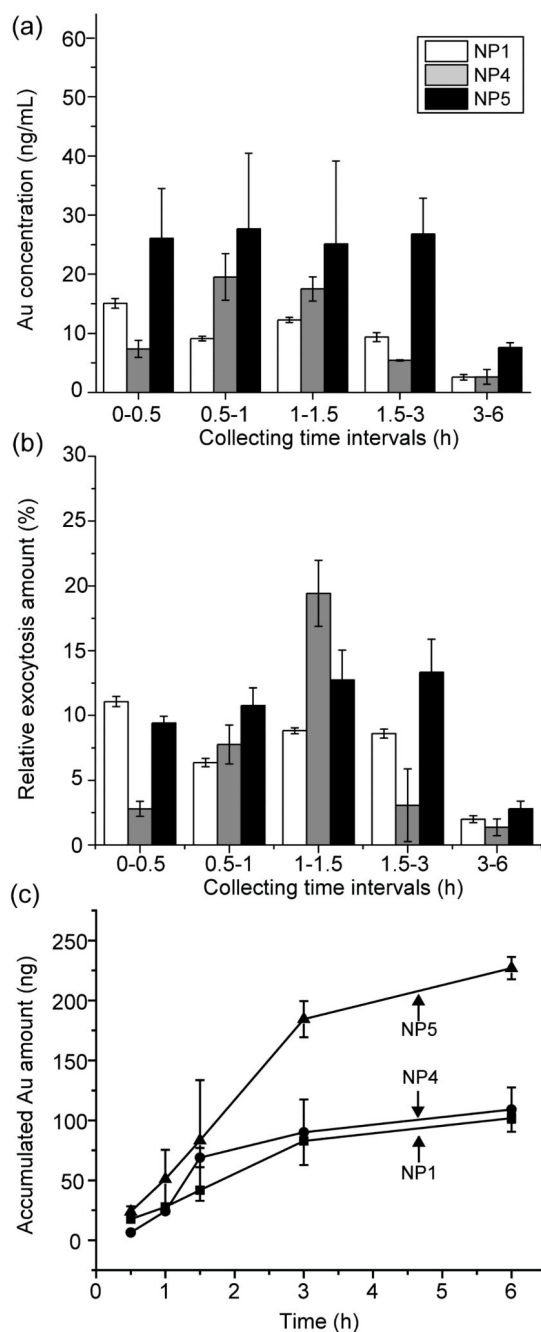 (a)
Au concentration (ng/mL)
60
50
40
30
20
10
0
NP1
NP4
NP5
0-0.5 0.5-1 1-1.5 1.5-3 3-6
Collecting time intervals (h)
(b)
Relative exocytosis amount (%)
30
25
20
15
10
5
0
0-0.5 0.5-1 1-1.5 1.5-3 3-6
Collecting time intervals (h)
(c)
Accumulated Au amount (ng)
250
200
150
100
50
0
NP5
NP4
NP1
0 1 2 3 4 5 6
Time (h)